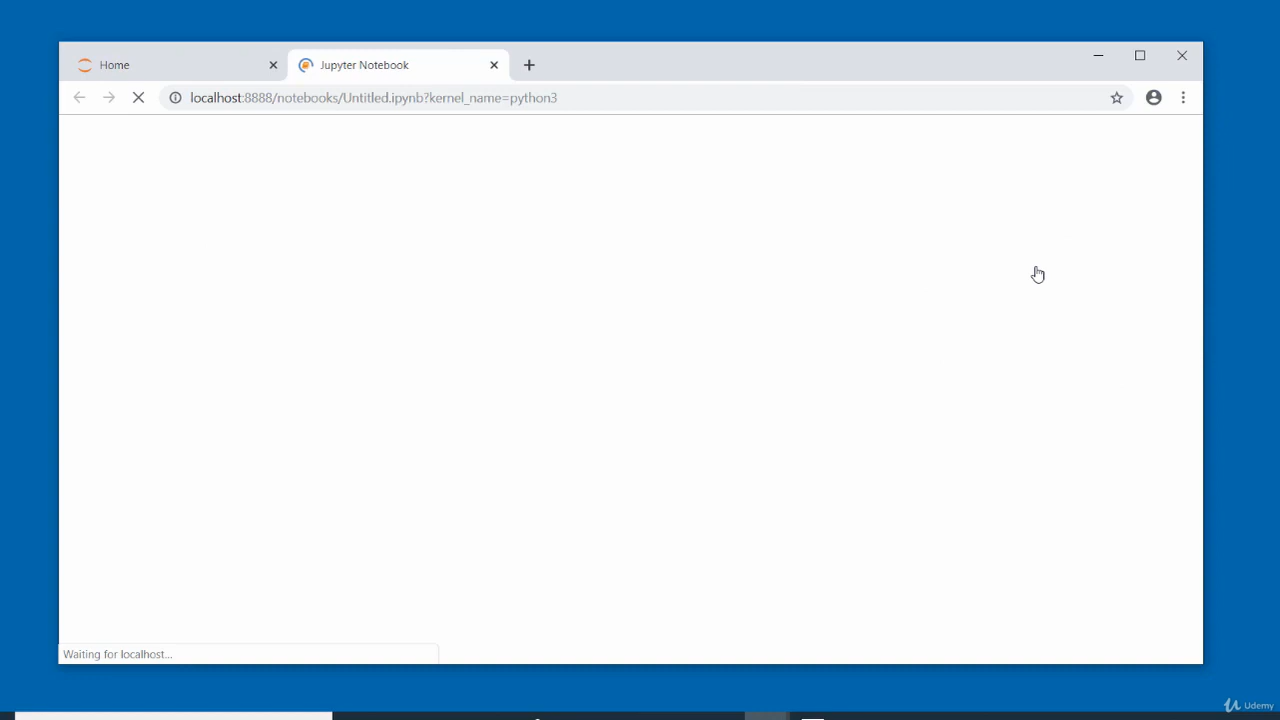 Home
Jupyter Notebook
localhost:8888/notebooks/Untitled.ipynb?kernel_name=python3
Waiting for localhost...
Udemy